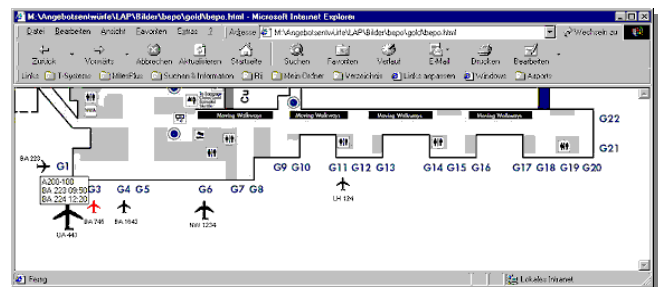 M:\Angebotsentwürfe\LAP\Bilder\bepo\gold\bepo.html - Microsoft Internet Explorer
Datei Bearbeiten Ansicht Favoriten Extras ? Adresse M:\Angebotsentwürfe\LAP\Bilder\bepo\gold\bepo.html Wechseln zu
Zurück Vorwärts Abbrechen Aktualisieren Startseite Suchen Favoriten Verlauf E-Mail Drucken Bearbeiten
Links T-Systems MilesPlus Suchen & Information Mein Ordner Verzeichnis Links anpassen Windows Airports
Moving Walkways Moving Walkways Moving Walkways Moving Walkways
G22
G21
BA 223 G1 G9 G10 G11 G12 G13 G14 G15 G16 G17 G18 G19 G20
A200-100
BA 223 09:50
BA 224 12:20
G3 G4 G5 G6 G7 G8
UA 443 BA 746 BA 1642 NW 1234 LH 124
Fertig Lokales Intranet